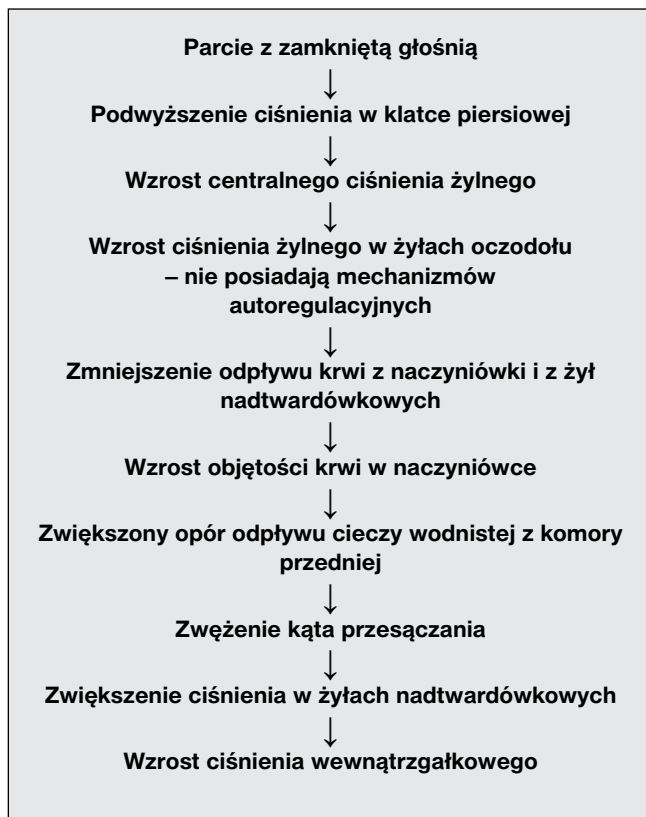 Parcie z zamkniętą głośnią
↓
Podwyższenie ciśnienia w klatce piersiowej
↓
Wzrost centralnego ciśnienia żylnego
↓
Wzrost ciśnienia żylnego w żyłach oczodołu
– nie posiadają mechanizmów
autoregulacyjnych
↓
Zmniejszenie odpływu krwi z naczyniówki i z żył
nadtwardówkowych
↓
Wzrost objętości krwi w naczyniówce
↓
Zwiększony opór odpływu cieczy wodnistej z komory
przedniej
↓
Zwężenie kąta przesączania
↓
Zwiększenie ciśnienia w żyłach nadtwardówkowych
↓
Wzrost ciśnienia wewnątrzgałkowego